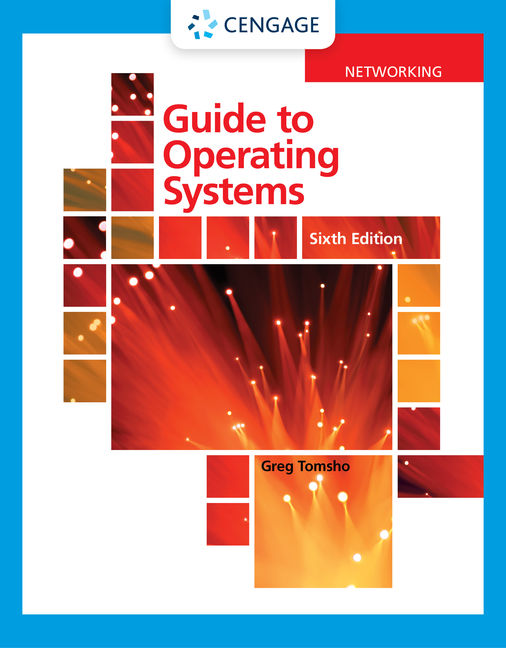 CENGAGE
NETWORKING
Guide to
Operating
Systems
Sixth Edition
Greg Tomsho